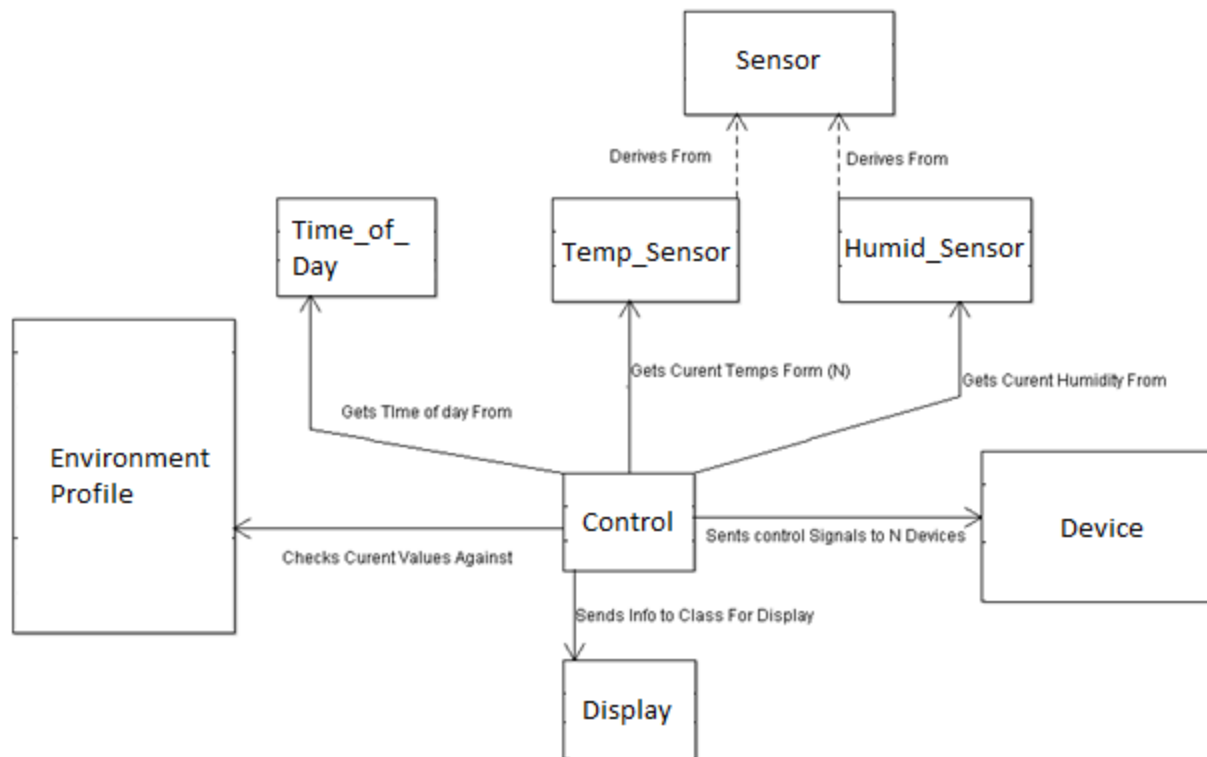 Sensor
Derives From
Derives From
Time_of_
Day
Temp_Sensor
Humid_Sensor
Gets Curent Temps Form (N)
Gets Curent Humidity From
Gets TIme of day From
Environment
Profile
Control
Device
Sents control Signals to N Devices
Checks Curent Values Against
Sends Info to Class For Display
Display